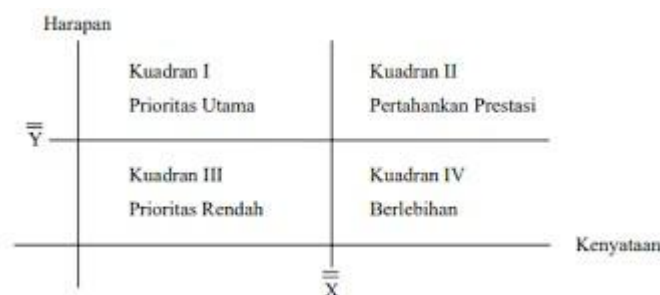 Harapan
Kuadran I
Prioritas Utama
Kuadran II
Pertahankan Prestasi
Y̿
Kuadran III
Prioritas Rendah
Kuadran IV
Berlebihan
Kenyataan
X̿